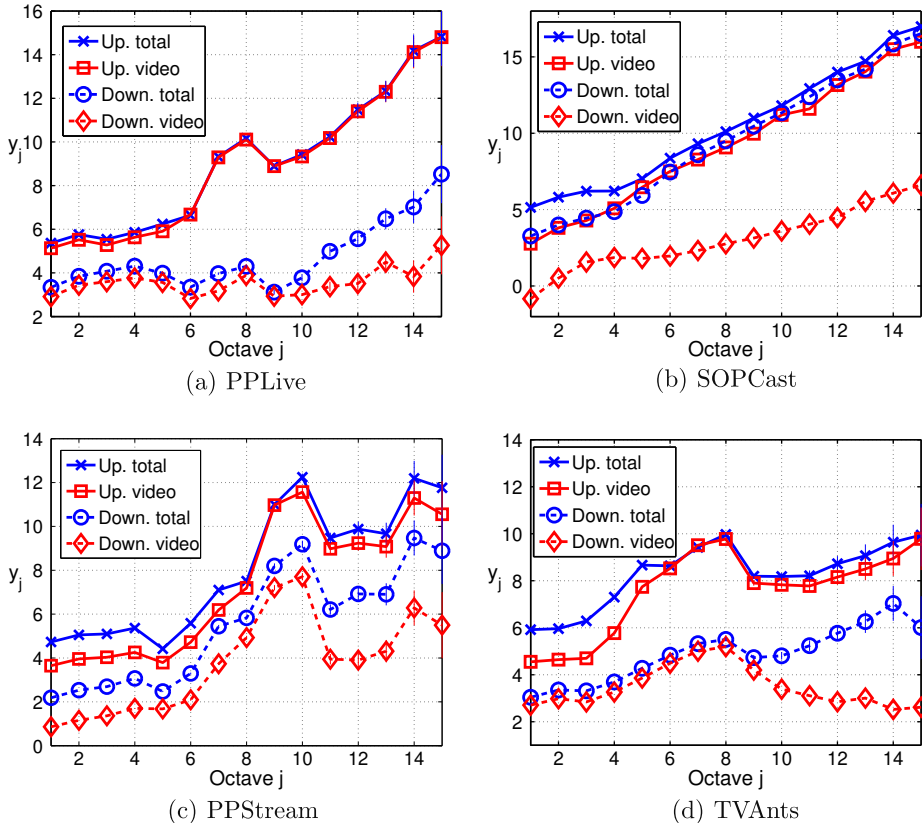 16
14
12
10
8
6
4
2
y_j
Up. total
Up. video
Down. total
Down. video
2 4 6 8 10 12 14
Octave j
(a) PPLive
15
10
5
0
y_j
Up. total
Up. video
Down. total
Down. video
2 4 6 8 10 12 14
Octave j
(b) SOPCast
14
12
10
8
6
4
2
0
y_j
Up. total
Up. video
Down. total
Down. video
2 4 6 8 10 12 14
Octave j
(c) PPStream
14
12
10
8
6
4
2
y_j
Up. total
Up. video
Down. total
Down. video
2 4 6 8 10 12 14
Octave j
(d) TVAnts